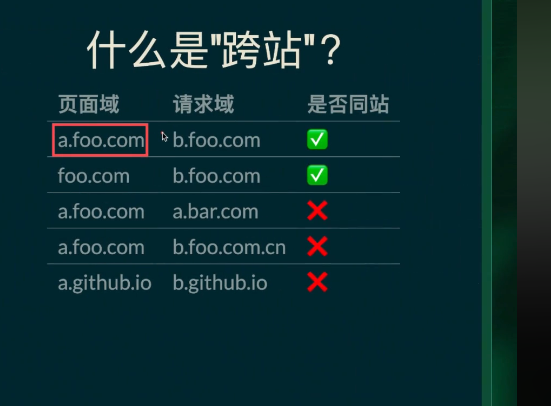 什么是"跨站"?
页面域 请求域 是否同站
a.foo.com b.foo.com ✅
foo.com b.foo.com ✅
a.foo.com a.bar.com ❌
a.foo.com b.foo.com.cn ❌
a.github.io b.github.io ❌